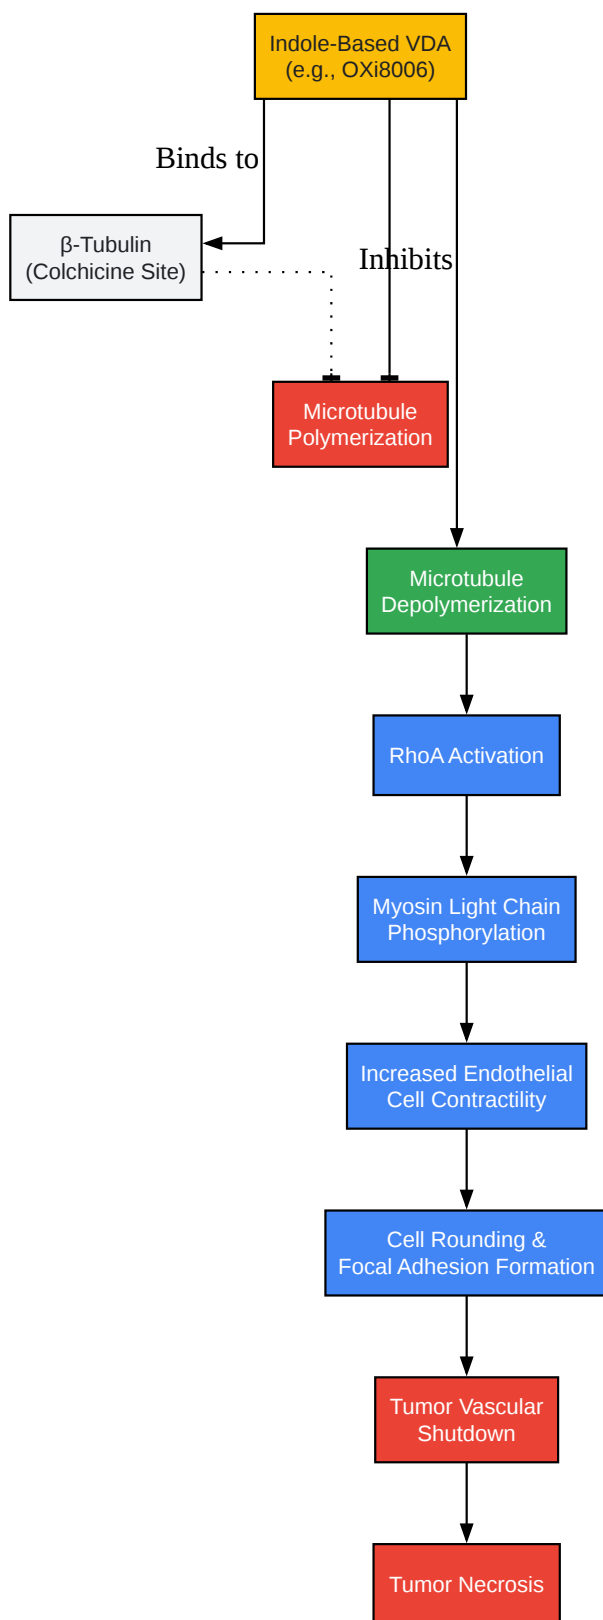 Indole-Based VDA
(e.g., OXi8006)
Binds to
β-Tubulin
(Colchicine Site)
Inhibits
Microtubule
Polymerization
Microtubule
Depolymerization
RhoA Activation
Myosin Light Chain
Phosphorylation
Increased Endothelial
Cell Contractility
Cell Rounding &
Focal Adhesion Formation
Tumor Vascular
Shutdown
Tumor Necrosis